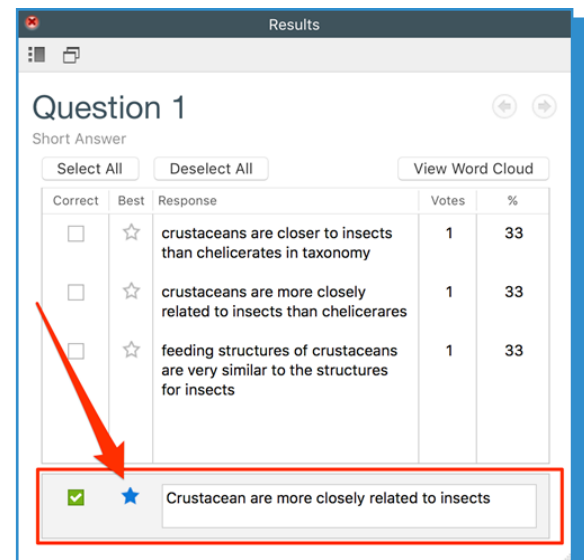 Results
Question 1
Short Answer
Select All Deselect All View Word Cloud
Correct Best Response Votes %
crustaceans are closer to insects 1 33
than chelicerates in taxonomy
crustaceans are more closely 1 33
related to insects than chelicerares
feeding structures of crustaceans 1 33
are very similar to the structures
for insects
Crustacean are more closely related to insects